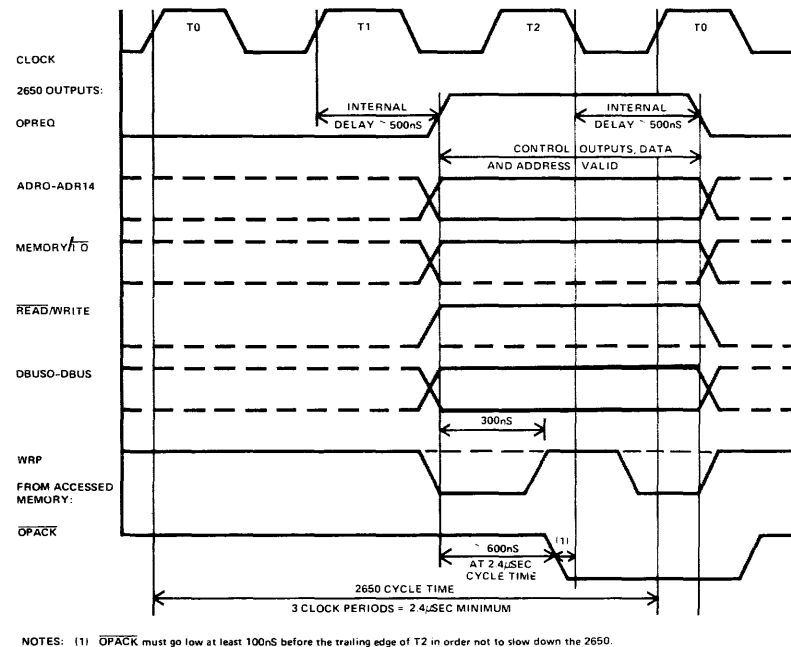 T0 T1 T2 T0
CLOCK
2650 OUTPUTS:
OPREQ
INTERNAL
DELAY ~ 500nS
INTERNAL
DELAY ~ 500nS
CONTROL OUTPUTS, DATA
AND ADDRESS VALID
ADR0-ADR14
MEMORY/I O
READ/WRITE
DBUS0-DBUS
300nS
WRP
FROM ACCESSED
MEMORY:
OPACK
~ 600nS
AT 2 4µSEC
CYCLE TIME
(1)
2650 CYCLE TIME
3 CLOCK PERIODS = 2.4µSEC MINIMUM
NOTES: (1) OPACK must go low at least 100nS before the trailing edge of T2 in order not to slow down the 2650.